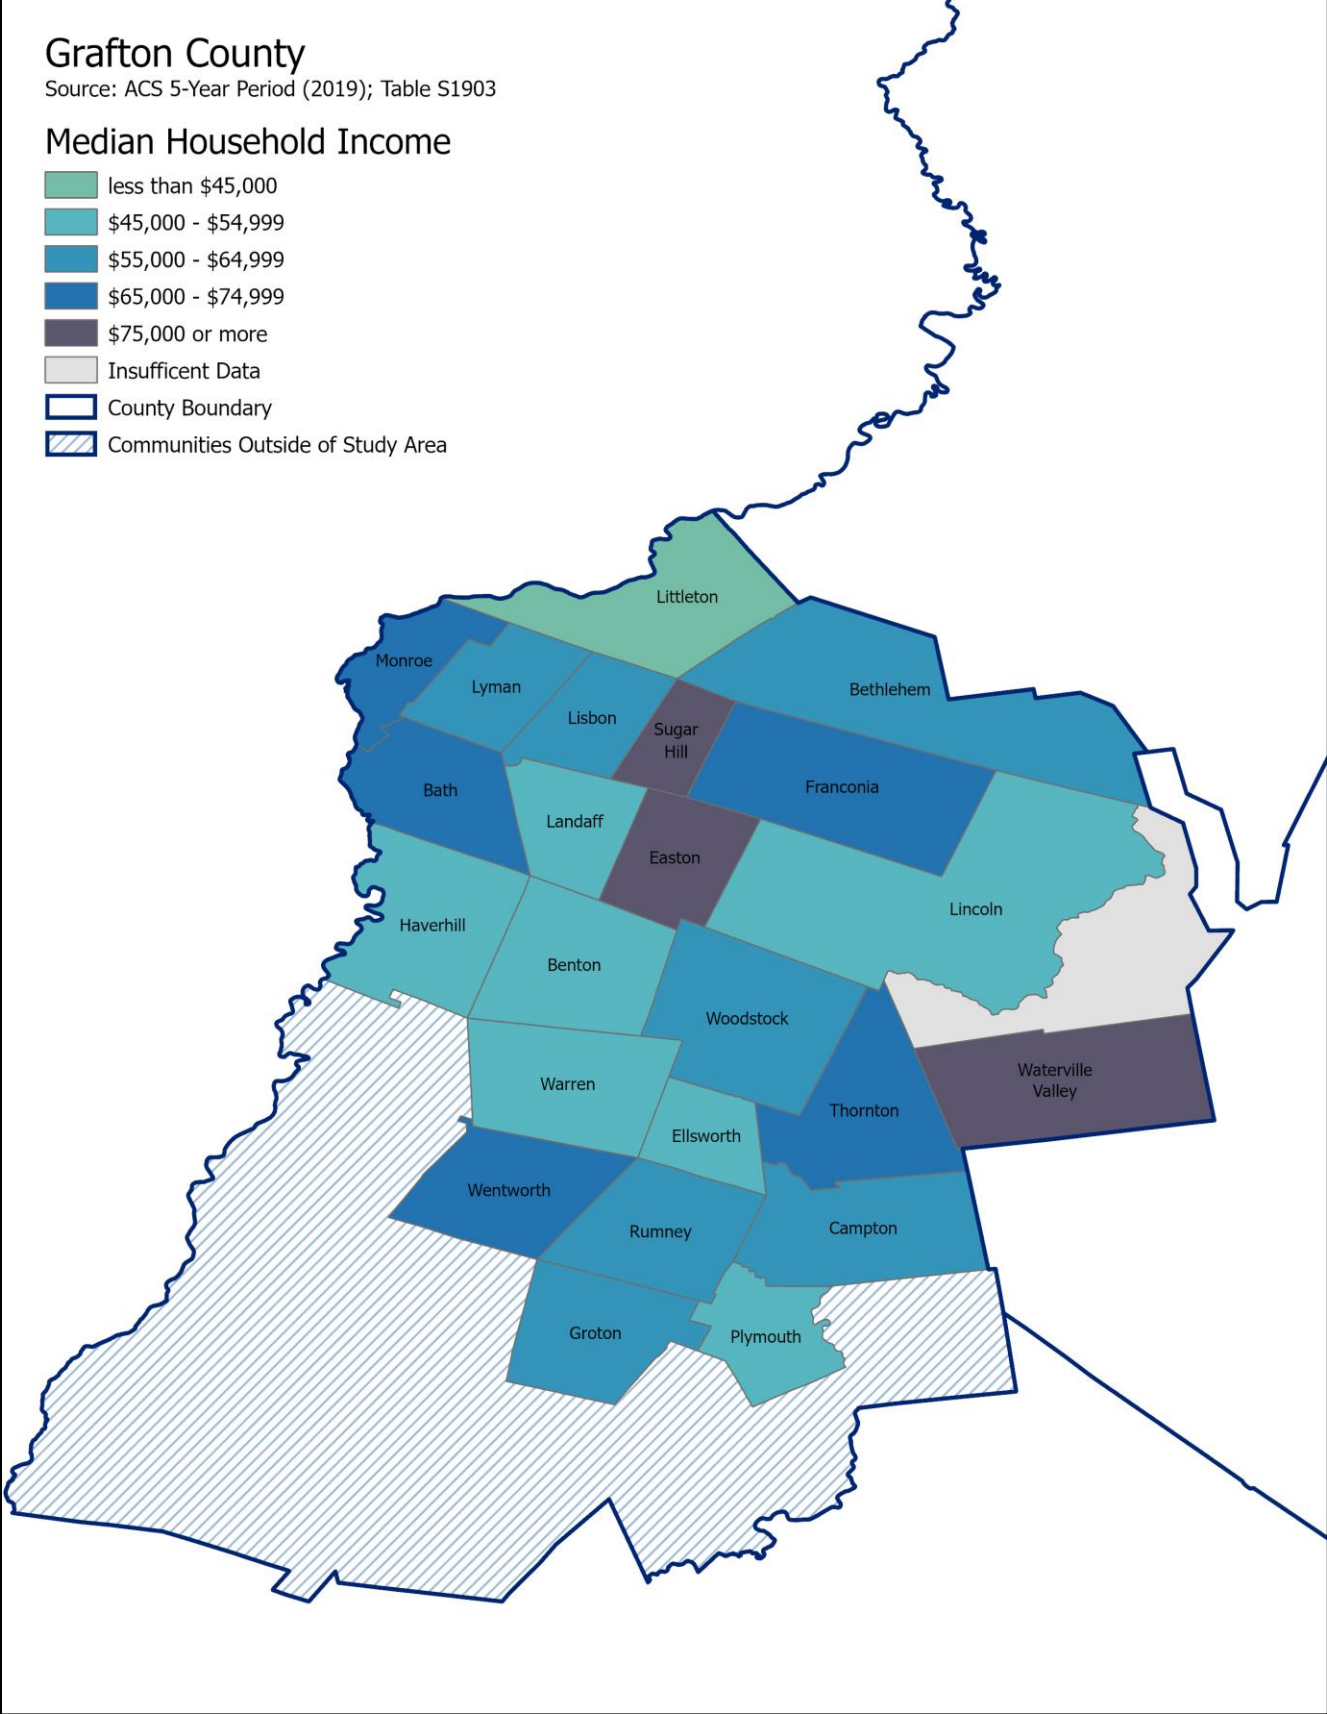 Grafton County
Source: ACS 5-Year Period (2019); Table S1903
Median Household Income
less than $45,000
$45,000 - $54,999
$55,000 - $64,999
$65,000 - $74,999
$75,000 or more
Insufficent Data
County Boundary
Communities Outside of Study Area
Littleton
Monroe
Lyman
Bethlehem
Lisbon
Sugar
Hill
Franconia
Bath
Landaff
Easton
Lincoln
Haverhill
Benton
Woodstock
Waterville
Valley
Warren
Thornton
Ellsworth
Wentworth
Rumney
Campton
Groton
Plymouth